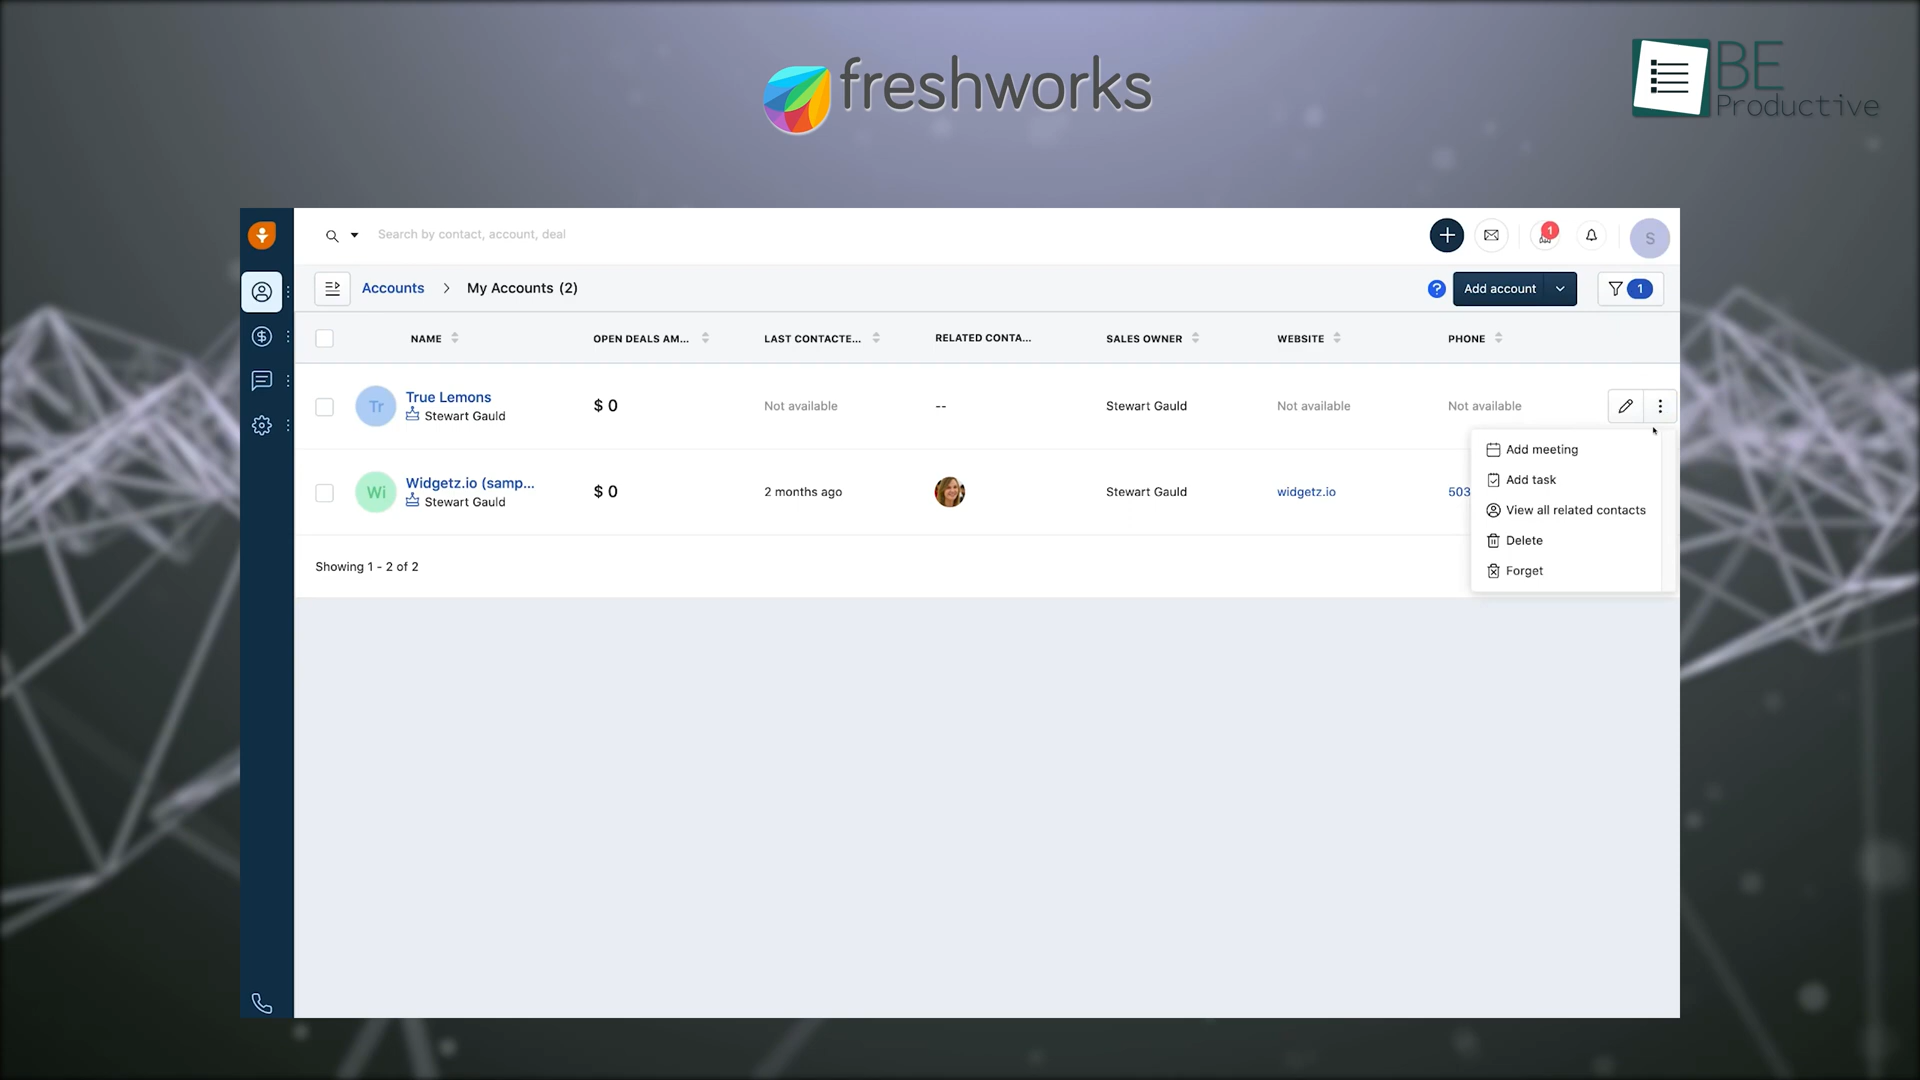 freshworks
BE
Productive
Search by contact, account, deal
1
S
Accounts > My Accounts (2)
? Add account
1
NAME
OPEN DEALS AM...
LAST CONTACTE...
RELATED CONTA...
SALES OWNER
WEBSITE
PHONE
Tr
True Lemons
Stewart Gauld
$ 0
Not available
--
Stewart Gauld
Not available
Not available
Wi
Widgetz.io (samp...
Stewart Gauld
$ 0
2 months ago
Stewart Gauld
widgetz.io
503
Add meeting
Add task
View all related contacts
Delete
Forget
Showing 1 - 2 of 2